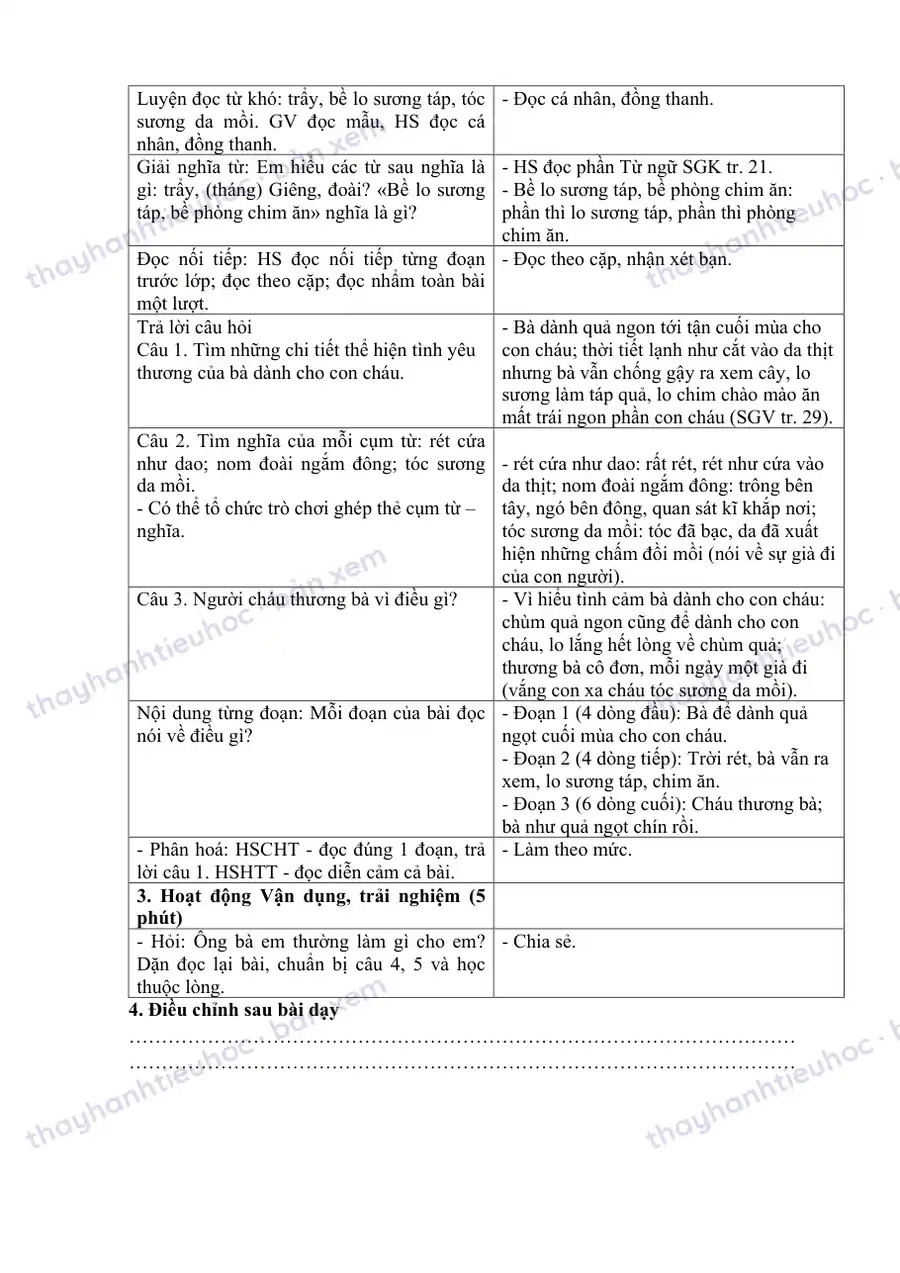 Luyện đọc từ khó: trẩy, bề lo sương táp, tóc
sương da mồi. GV đọc mẫu, HS đọc cá
nhân, đồng thanh.
- Đọc cá nhân, đồng thanh.
Giải nghĩa từ: Em hiểu các từ sau nghĩa là
gì: trẩy, (tháng) Giêng, đoài? «Bề lo sương
táp, bề phòng chim ăn» nghĩa là gì?
- HS đọc phần Từ ngữ SGK tr. 21.
- Bề lo sương táp, bề phòng chim ăn:
phần thì lo sương táp, phần thì phòng
chim ăn.
Đọc nối tiếp: HS đọc nối tiếp từng đoạn
trước lớp; đọc theo cặp; đọc nhẩm toàn bài
một lượt.
- Đọc theo cặp, nhận xét bạn.
Trả lời câu hỏi
Câu 1. Tìm những chi tiết thể hiện tình yêu
thương của bà dành cho con cháu.
- Bà dành quả ngon tới tận cuối mùa cho
con cháu; thời tiết lạnh như cắt vào da thịt
nhưng bà vẫn chống gậy ra xem cây, lo
sương làm táp quả, lo chim chào mào ăn
mất trái ngon phần con cháu (SGV tr. 29).
Câu 2. Tìm nghĩa của mỗi cụm từ: rét cứa
như dao; nom đoài ngắm đông; tóc sương
da mồi.
- Có thể tổ chức trò chơi ghép thẻ cụm từ –
nghĩa.
- rét cứa như dao: rất rét, rét như cứa vào
da thịt; nom đoài ngắm đông: trông bên
tây, ngó bên đông, quan sát kĩ khắp nơi;
tóc sương da mồi: tóc đã bạc, da đã xuất
hiện những chấm đồi mồi (nói về sự già đi
của con người).
Câu 3. Người cháu thương bà vì điều gì?
- Vì hiểu tình cảm bà dành cho con cháu:
chùm quả ngon cũng để dành cho con
cháu, lo lắng hết lòng về chùm quả;
thương bà cô đơn, mỗi ngày một già đi
(vắng con xa cháu tóc sương da mồi).
Nội dung từng đoạn: Mỗi đoạn của bài đọc
nói về điều gì?
- Đoạn 1 (4 dòng đầu): Bà để dành quả
ngọt cuối mùa cho con cháu.
- Đoạn 2 (4 dòng tiếp): Trời rét, bà vẫn ra
xem, lo sương táp, chim ăn.
- Đoạn 3 (6 dòng cuối): Cháu thương bà;
bà như quả ngọt chín rồi.
- Phân hoá: HSCHT - đọc đúng 1 đoạn, trả
lời câu 1. HSHTT - đọc diễn cảm cả bài.
- Làm theo mức.
3. Hoạt động Vận dụng, trải nghiệm (5
phút)
- Hỏi: Ông bà em thường làm gì cho em?
Dặn đọc lại bài, chuẩn bị câu 4, 5 và học
thuộc lòng.
- Chia sẻ.
4. Điều chỉnh sau bài dạy
…………………………………………………………………………………………
…………………………………………………………………………………………
thayhanhtieuhoc · bản xem
thayhanhtieuhoc · b
thayhanhtieuhoc · bản xem
thayhanhtieuhoc · b
thayhanhtieuhoc · bản xem
thayhanhtieuhoc · b